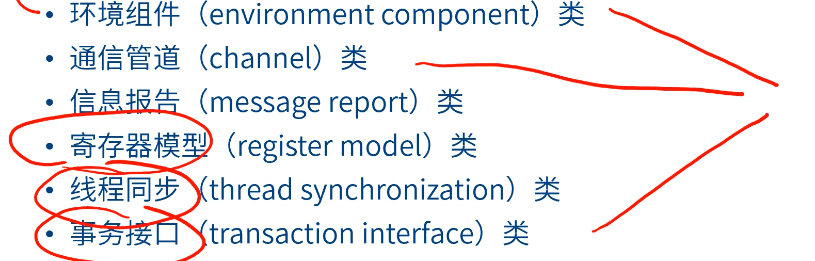 • 环境组件（environment component）类
• 通信管道（channel）类
• 信息报告（message report）类
• 寄存器模型（register model）类
• 线程同步（thread synchronization）类
• 事务接口（transaction interface）类